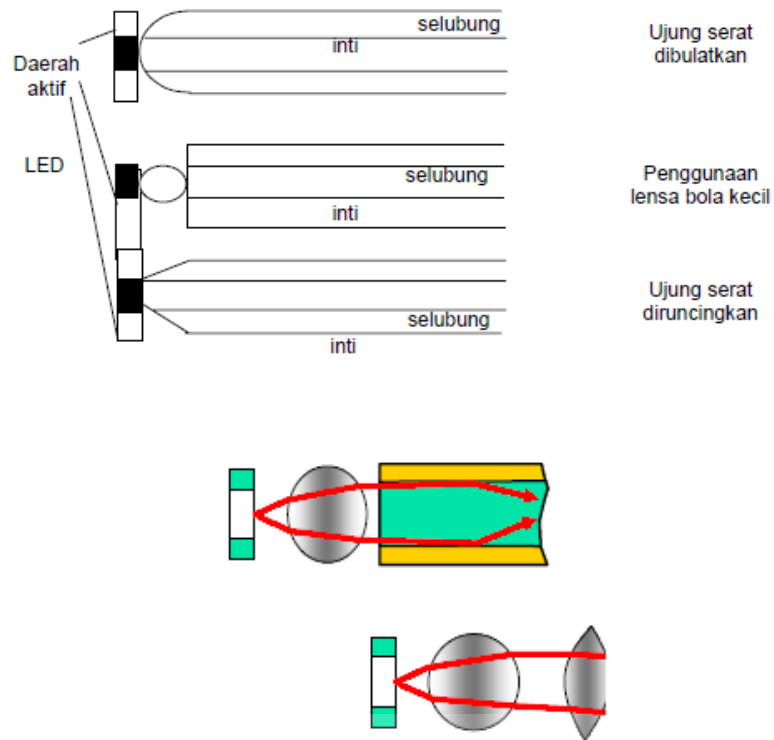 selubung
inti
Ujung serat
dibulatkan
Daerah
aktif
LED
selubung
inti
Penggunaan
lensa bola kecil
selubung
inti
Ujung serat
diruncingkan